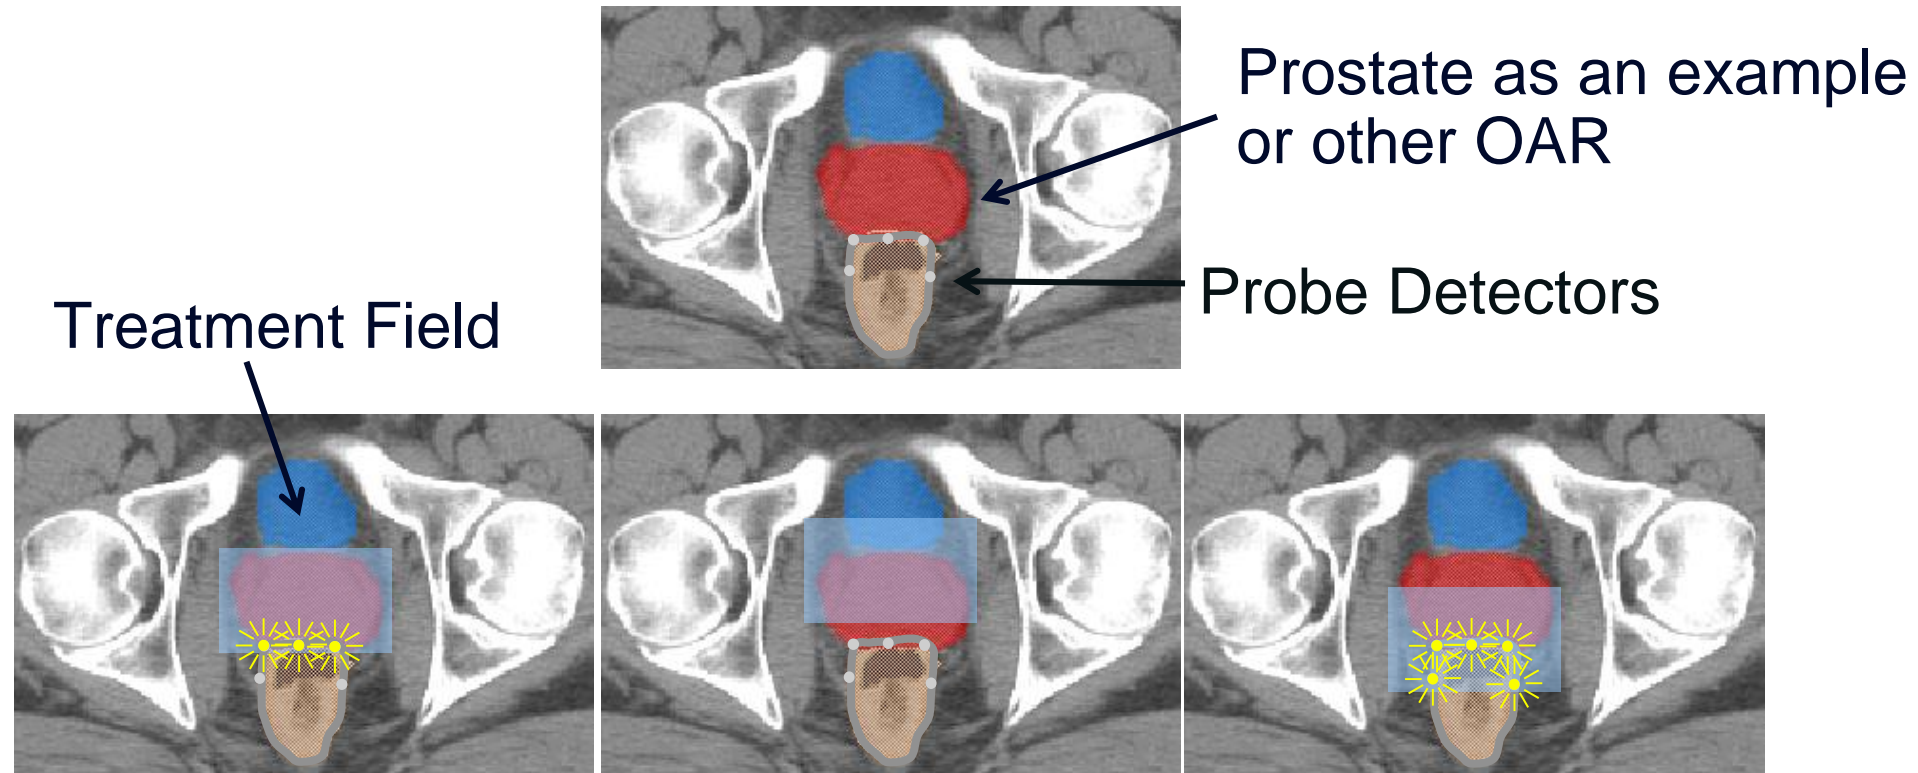 Prostate as an example
or other OAR
Probe Detectors
Treatment Field